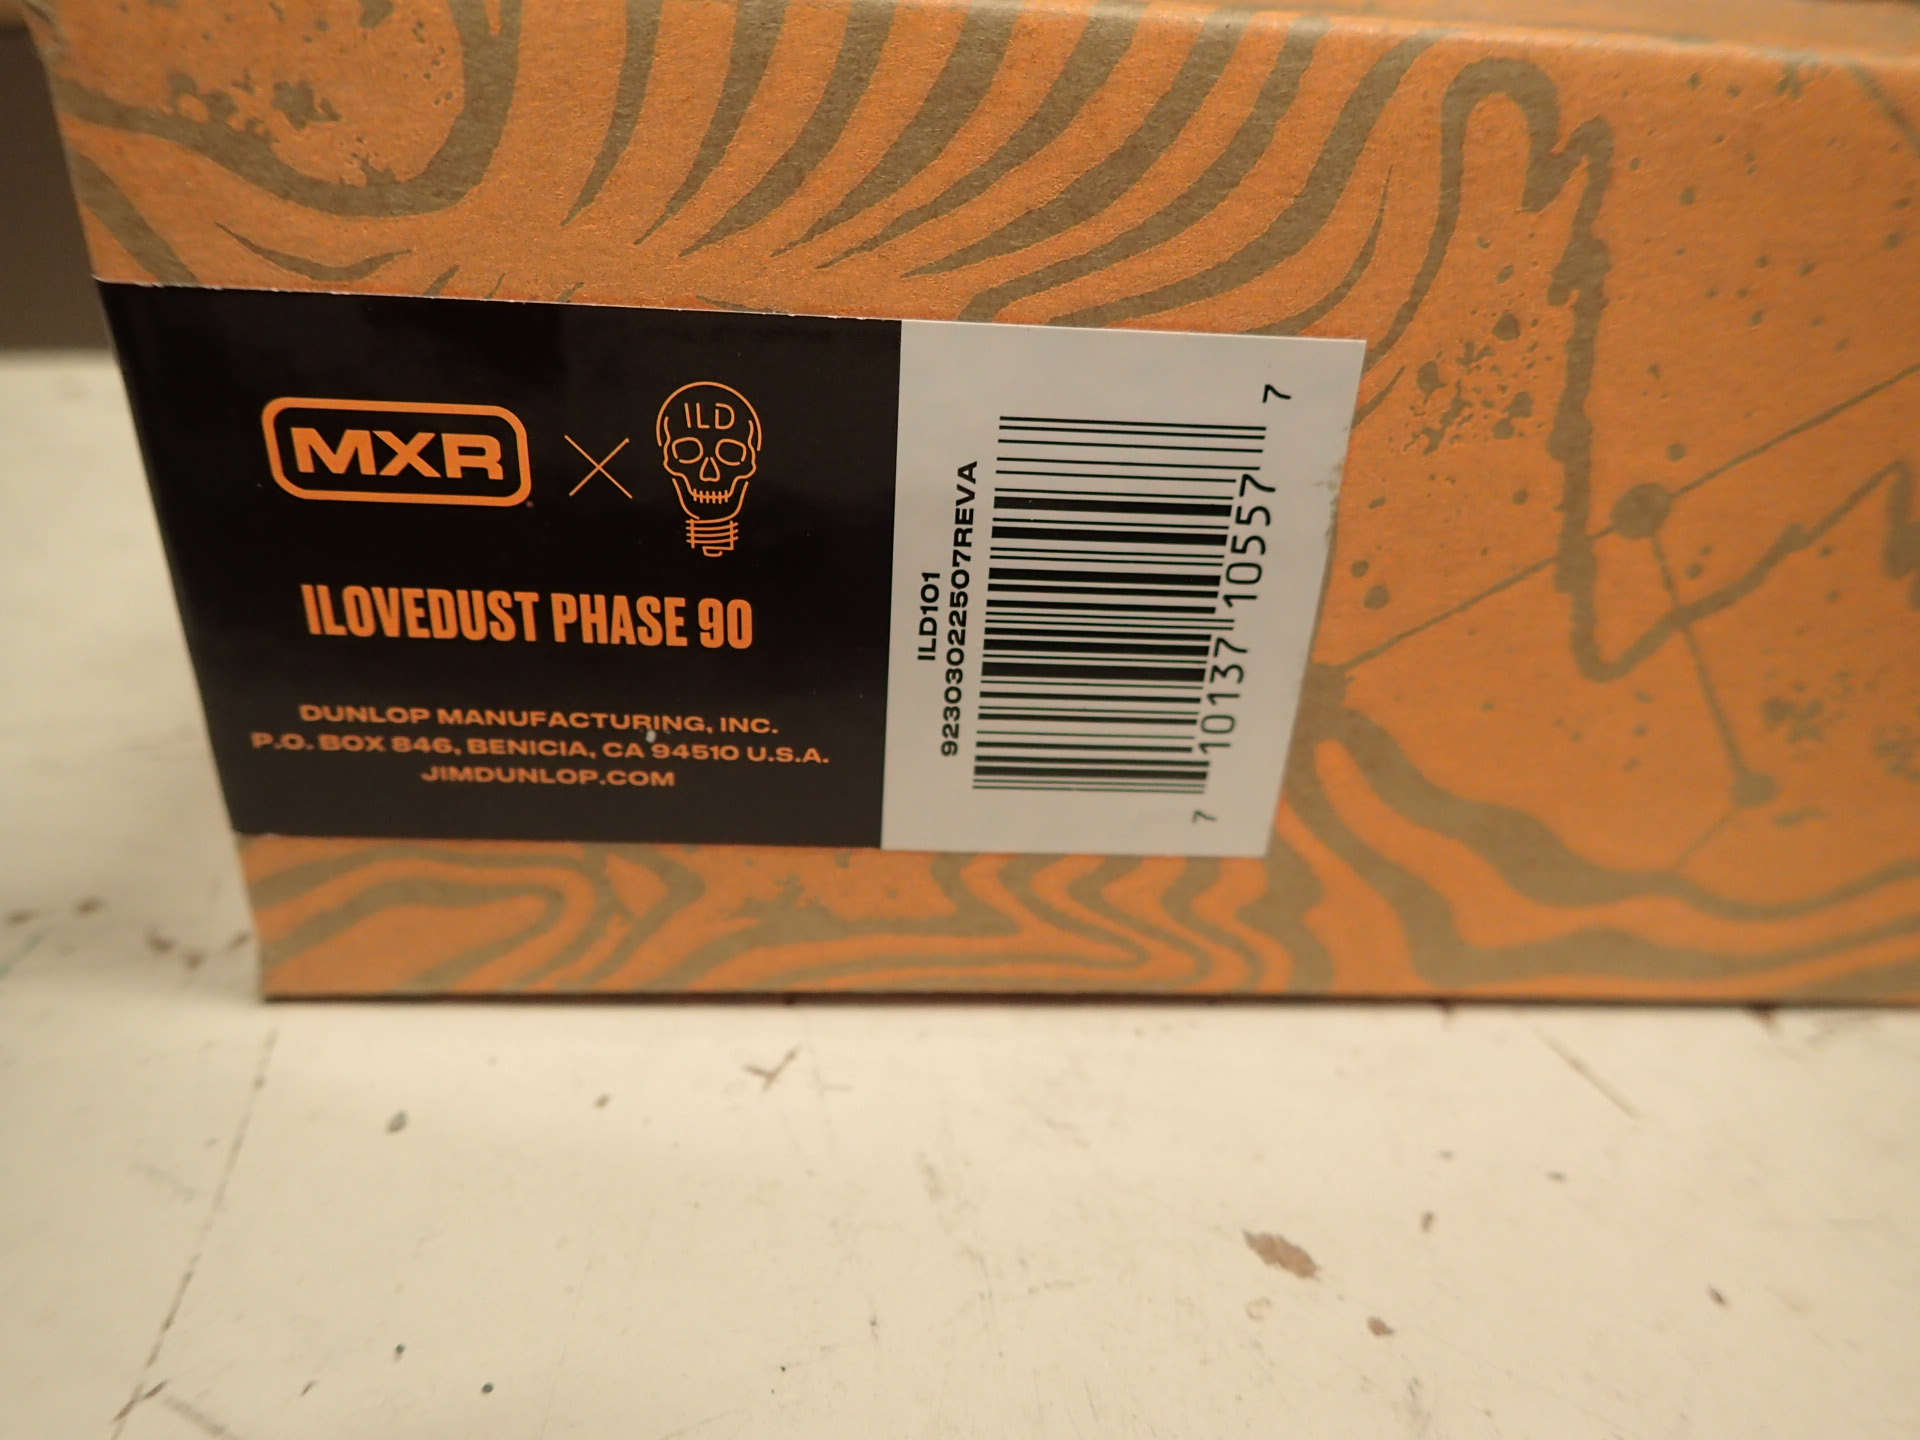 MXR
ILD
ILOVEDUST PHASE 90
DUNLOP MANUFACTURING, INC.
P.O. BOX 846, BENICIA, CA 94510 U.S.A.
JIMDUNLOP.COM
ILD101
92303022507REVA
7 10137 10557 7